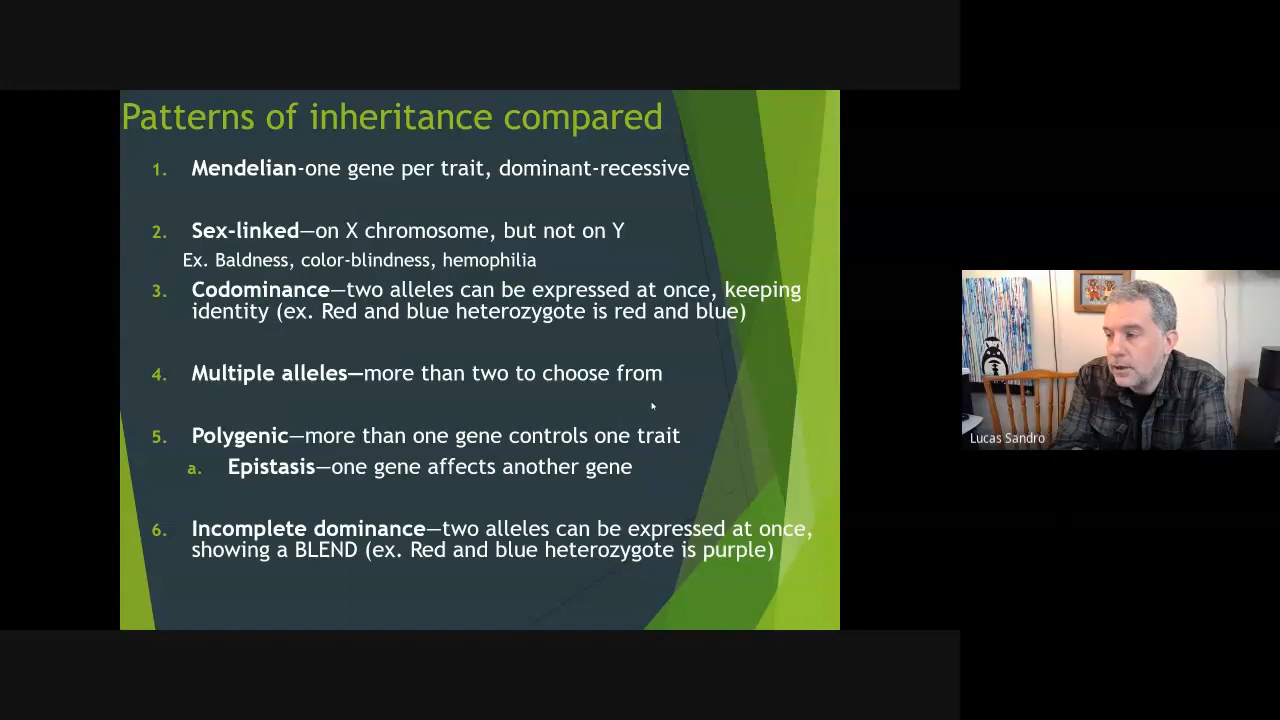 Patterns of inheritance compared
1. Mendelian-one gene per trait, dominant-recessive
2. Sex-linked—on X chromosome, but not on Y
Ex. Baldness, color-blindness, hemophilia
3. Codominance—two alleles can be expressed at once, keeping
identity (ex. Red and blue heterozygote is red and blue)
4. Multiple alleles—more than two to choose from
5. Polygenic—more than one gene controls one trait
a. Epistasis—one gene affects another gene
6. Incomplete dominance—two alleles can be expressed at once,
showing a BLEND (ex. Red and blue heterozygote is purple)
Lucas Sandro